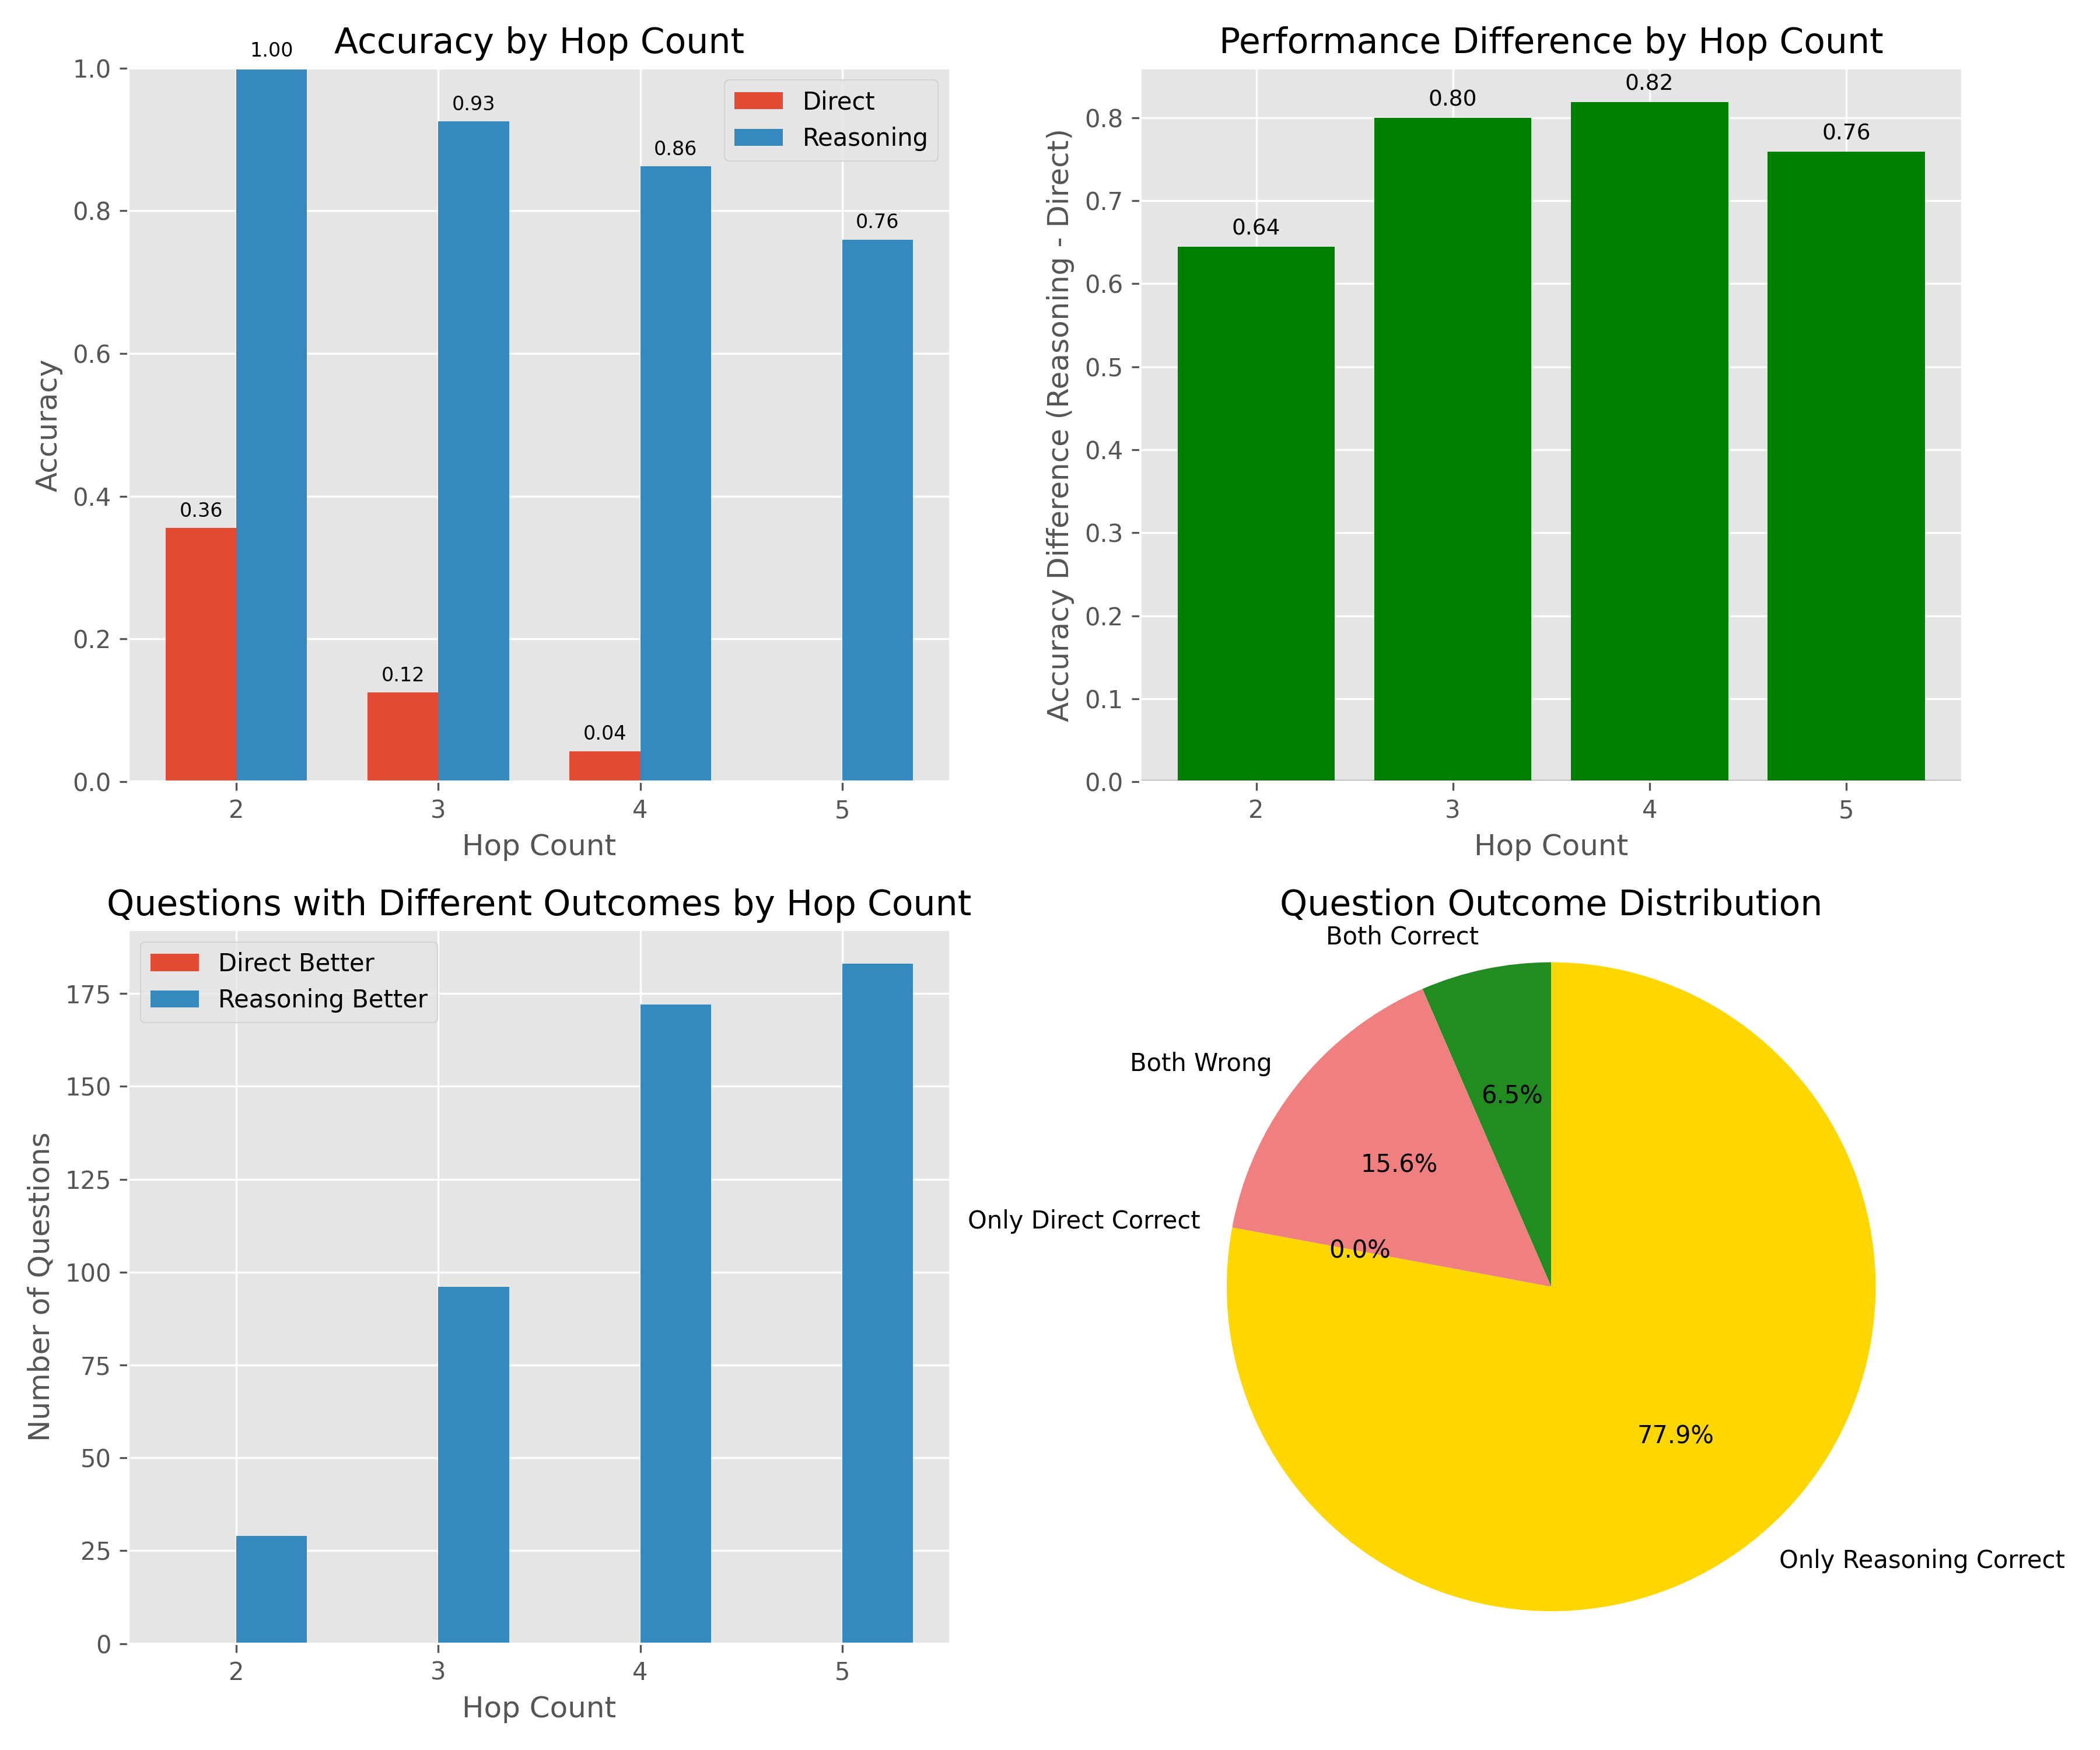 Accuracy by Hop Count
1.00
0.93
0.86
0.76
0.36
0.12
0.04
Direct
Reasoning
1.0
0.8
0.6
0.4
0.2
0.0
Accuracy
2 3 4 5
Hop Count
Performance Difference by Hop Count
0.64
0.80
0.82
0.76
0.8
0.7
0.6
0.5
0.4
0.3
0.2
0.1
0.0
Accuracy Difference (Reasoning - Direct)
2 3 4 5
Hop Count
Questions with Different Outcomes by Hop Count
Direct Better
Reasoning Better
175
150
125
100
75
50
25
0
Number of Questions
2 3 4 5
Hop Count
Question Outcome Distribution
Both Correct
6.5%
Both Wrong
15.6%
Only Direct Correct
0.0%
77.9%
Only Reasoning Correct